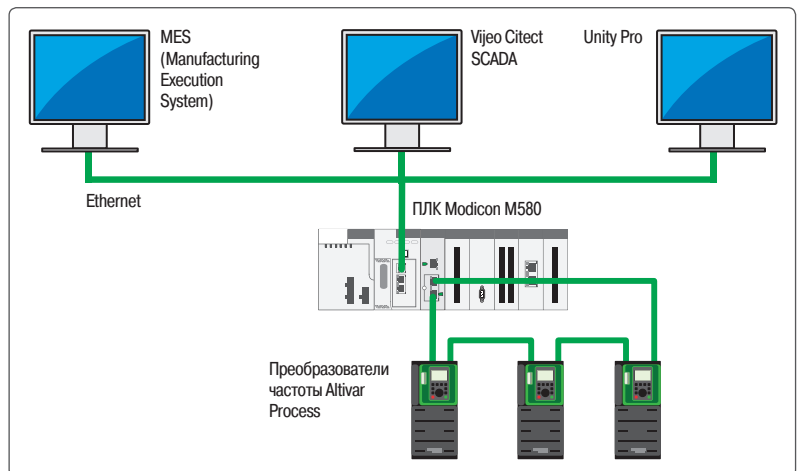 MES
(Manufacturing
Execution
System)
Vijeo Citect
SCADA
Unity Pro
Ethernet
ПЛК Modicon M580
Преобразователи
частоты Altivar
Process